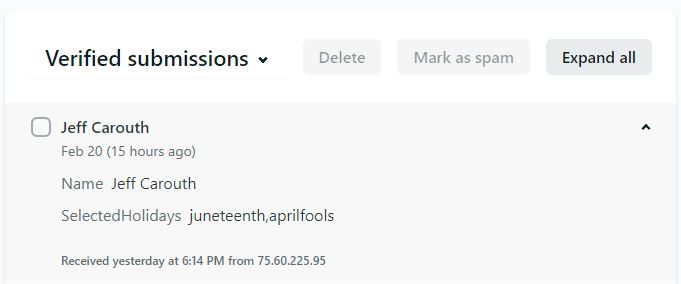 Verified submissions
Delete
Mark as spam
Expand all
Jeff Carouth
Feb 20 (15 hours ago)
Name Jeff Carouth
SelectedHolidays juneteenth,aprilfools
Received yesterday at 6:14 PM from 75.60.225.95